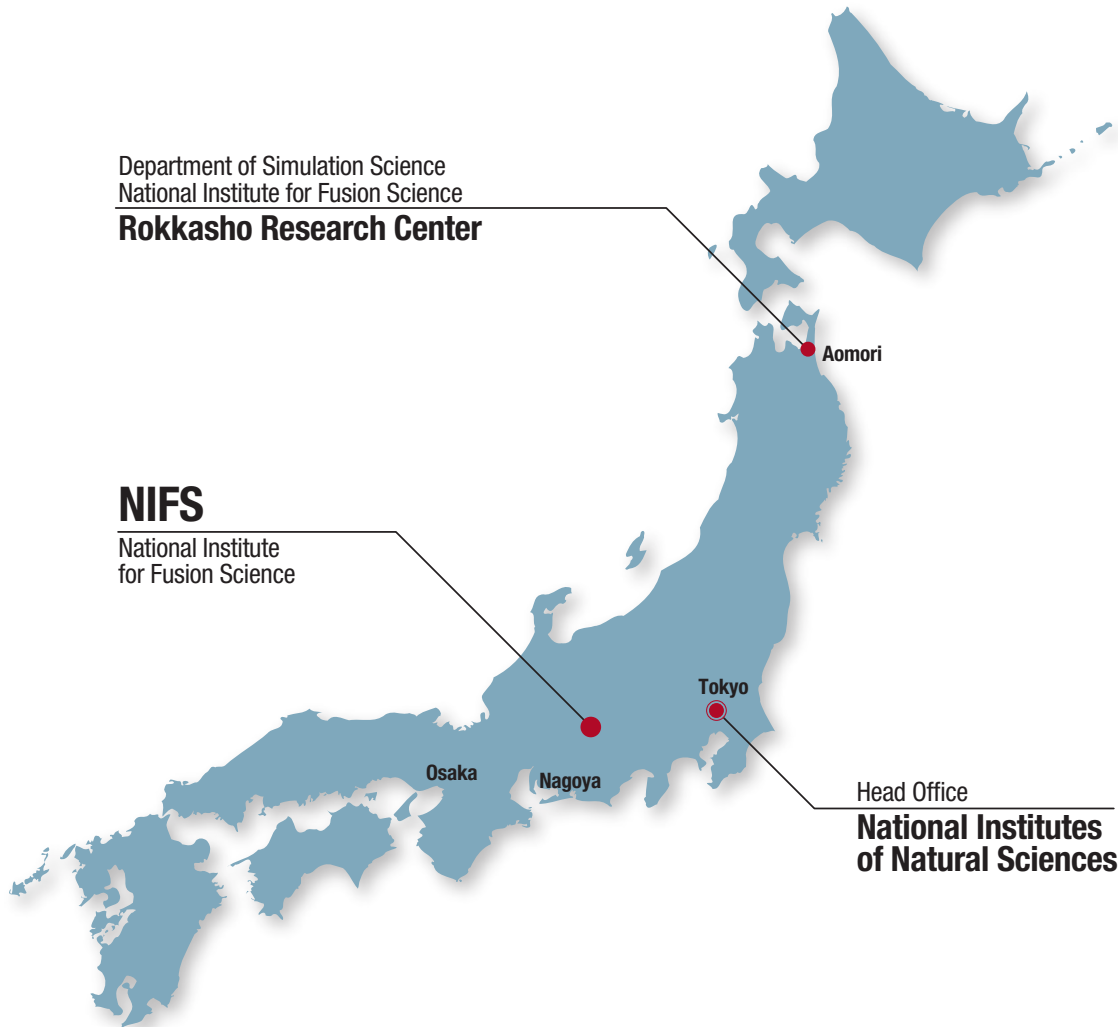 Department of Simulation Science
National Institute for Fusion Science
Rokkasho Research Center
Aomori
NIFS
National Institute
for Fusion Science
Tokyo
Osaka
Nagoya
Head Office
National Institutes
of Natural Sciences